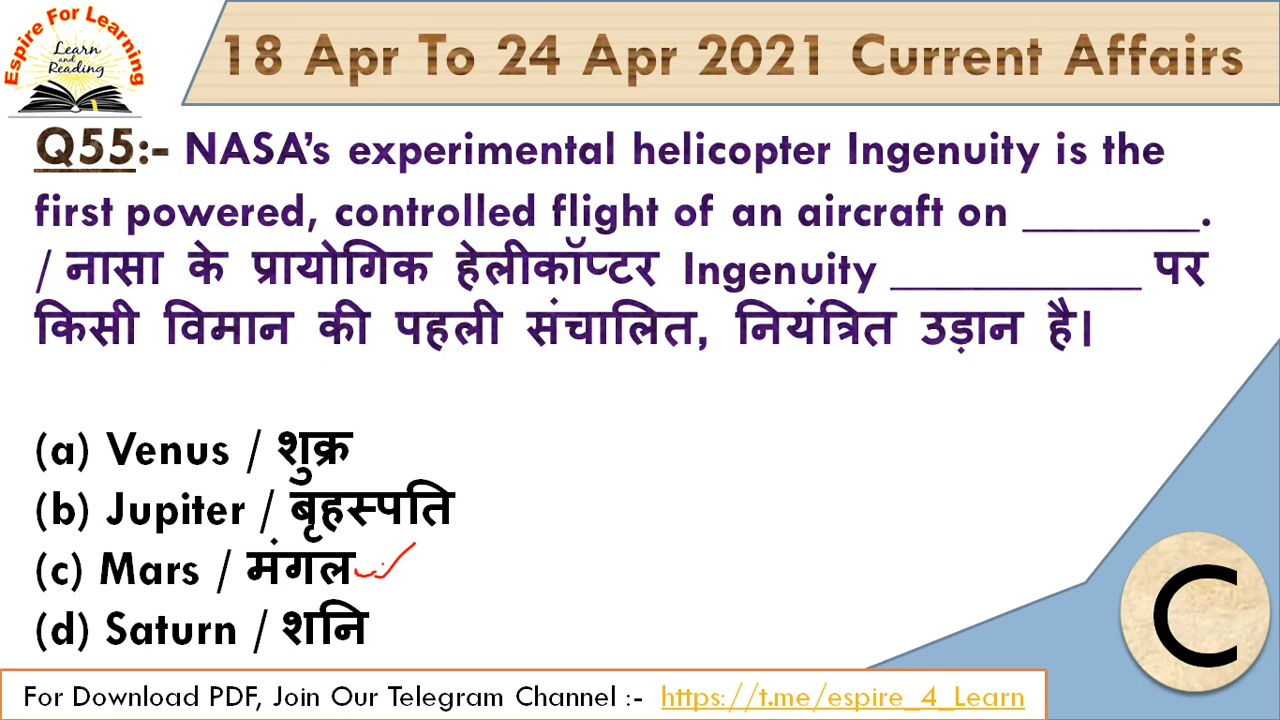 Espire For Learning
Learn
and
Reading
18 Apr To 24 Apr 2021 Current Affairs
Q55:- NASA’s experimental helicopter Ingenuity is the
first powered, controlled flight of an aircraft on ________.
/ नासा के प्रायोगिक हेलीकॉप्टर Ingenuity ____________ पर
किसी विमान की पहली संचालित, नियंत्रित उड़ान है।
(a) Venus / शुक्र
(b) Jupiter / बृहस्पति
(c) Mars / मंगल
(d) Saturn / शनि
C
For Download PDF, Join Our Telegram Channel :- https://t.me/espire_4_Learn